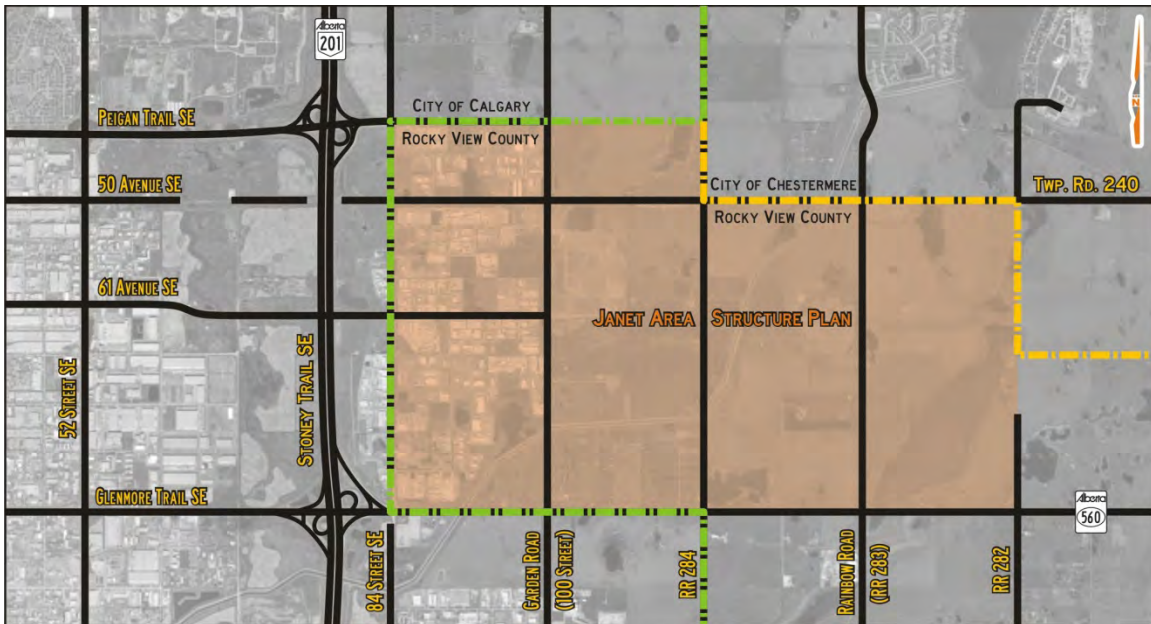 Alberta
201
PEIGAN TRAIL SE
CITY OF CALGARY
ROCKY VIEW COUNTY
N
50 AVENUE SE
CITY OF CHESTERMERE
TWP. RD. 240
ROCKY VIEW COUNTY
61 AVENUE SE
JANET AREA STRUCTURE PLAN
52 STREET SE
STONEY TRAIL SE
GLENMORE TRAIL SE
Alberta
560
84 STREET SE
GARDEN ROAD
(100 STREET)
RR 284
RAINBOW ROAD
(RR 283)
RR 282